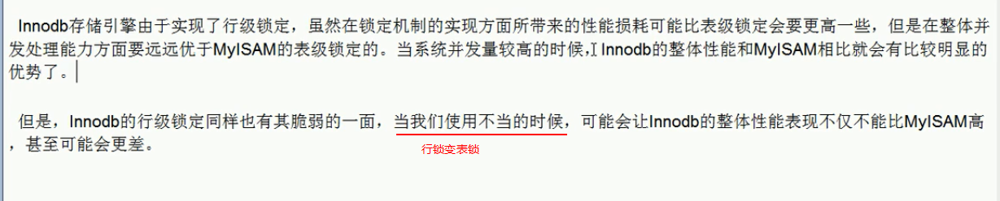 Innodb存储引擎由于实现了行级锁定，虽然在锁定机制的实现方面所带来的性能损耗可能比表级锁定会要更高一些，但是在整体并
发处理能力方面要远远优于MyISAM的表级锁定的。当系统并发量较高的时候，Innodb的整体性能和MyISAM相比就会有比较明显的
优势了。
但是，Innodb的行级锁定同样也有其脆弱的一面，当我们使用不当的时候，可能会让Innodb的整体性能表现不仅不能比MyISAM高
，甚至可能会更差。
行锁变表锁